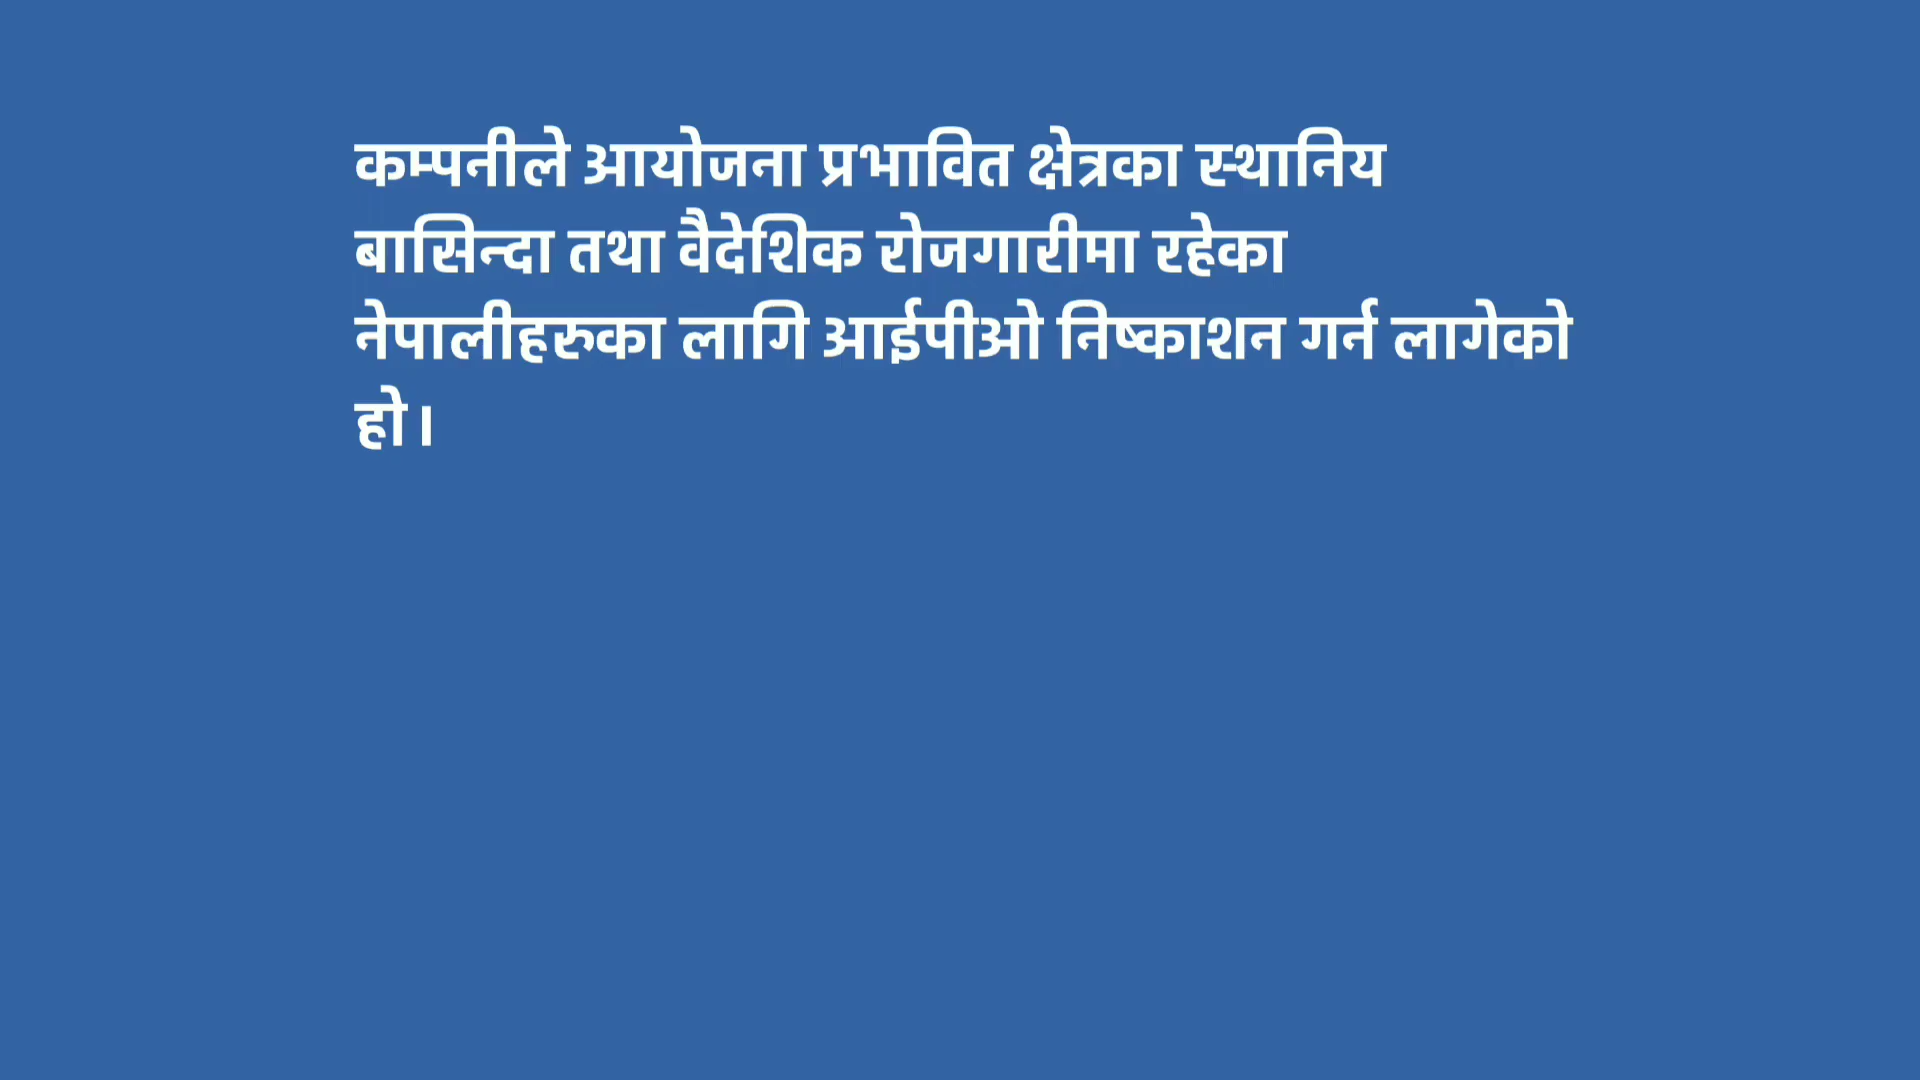 कम्पनीले आयोजना प्रभावित क्षेत्रका स्थानिय
बासिन्दा तथा वैदेशिक रोजगारीमा रहेका
नेपालीहरुका लागि आईपीओ निष्काशन गर्न लागेको
हो।